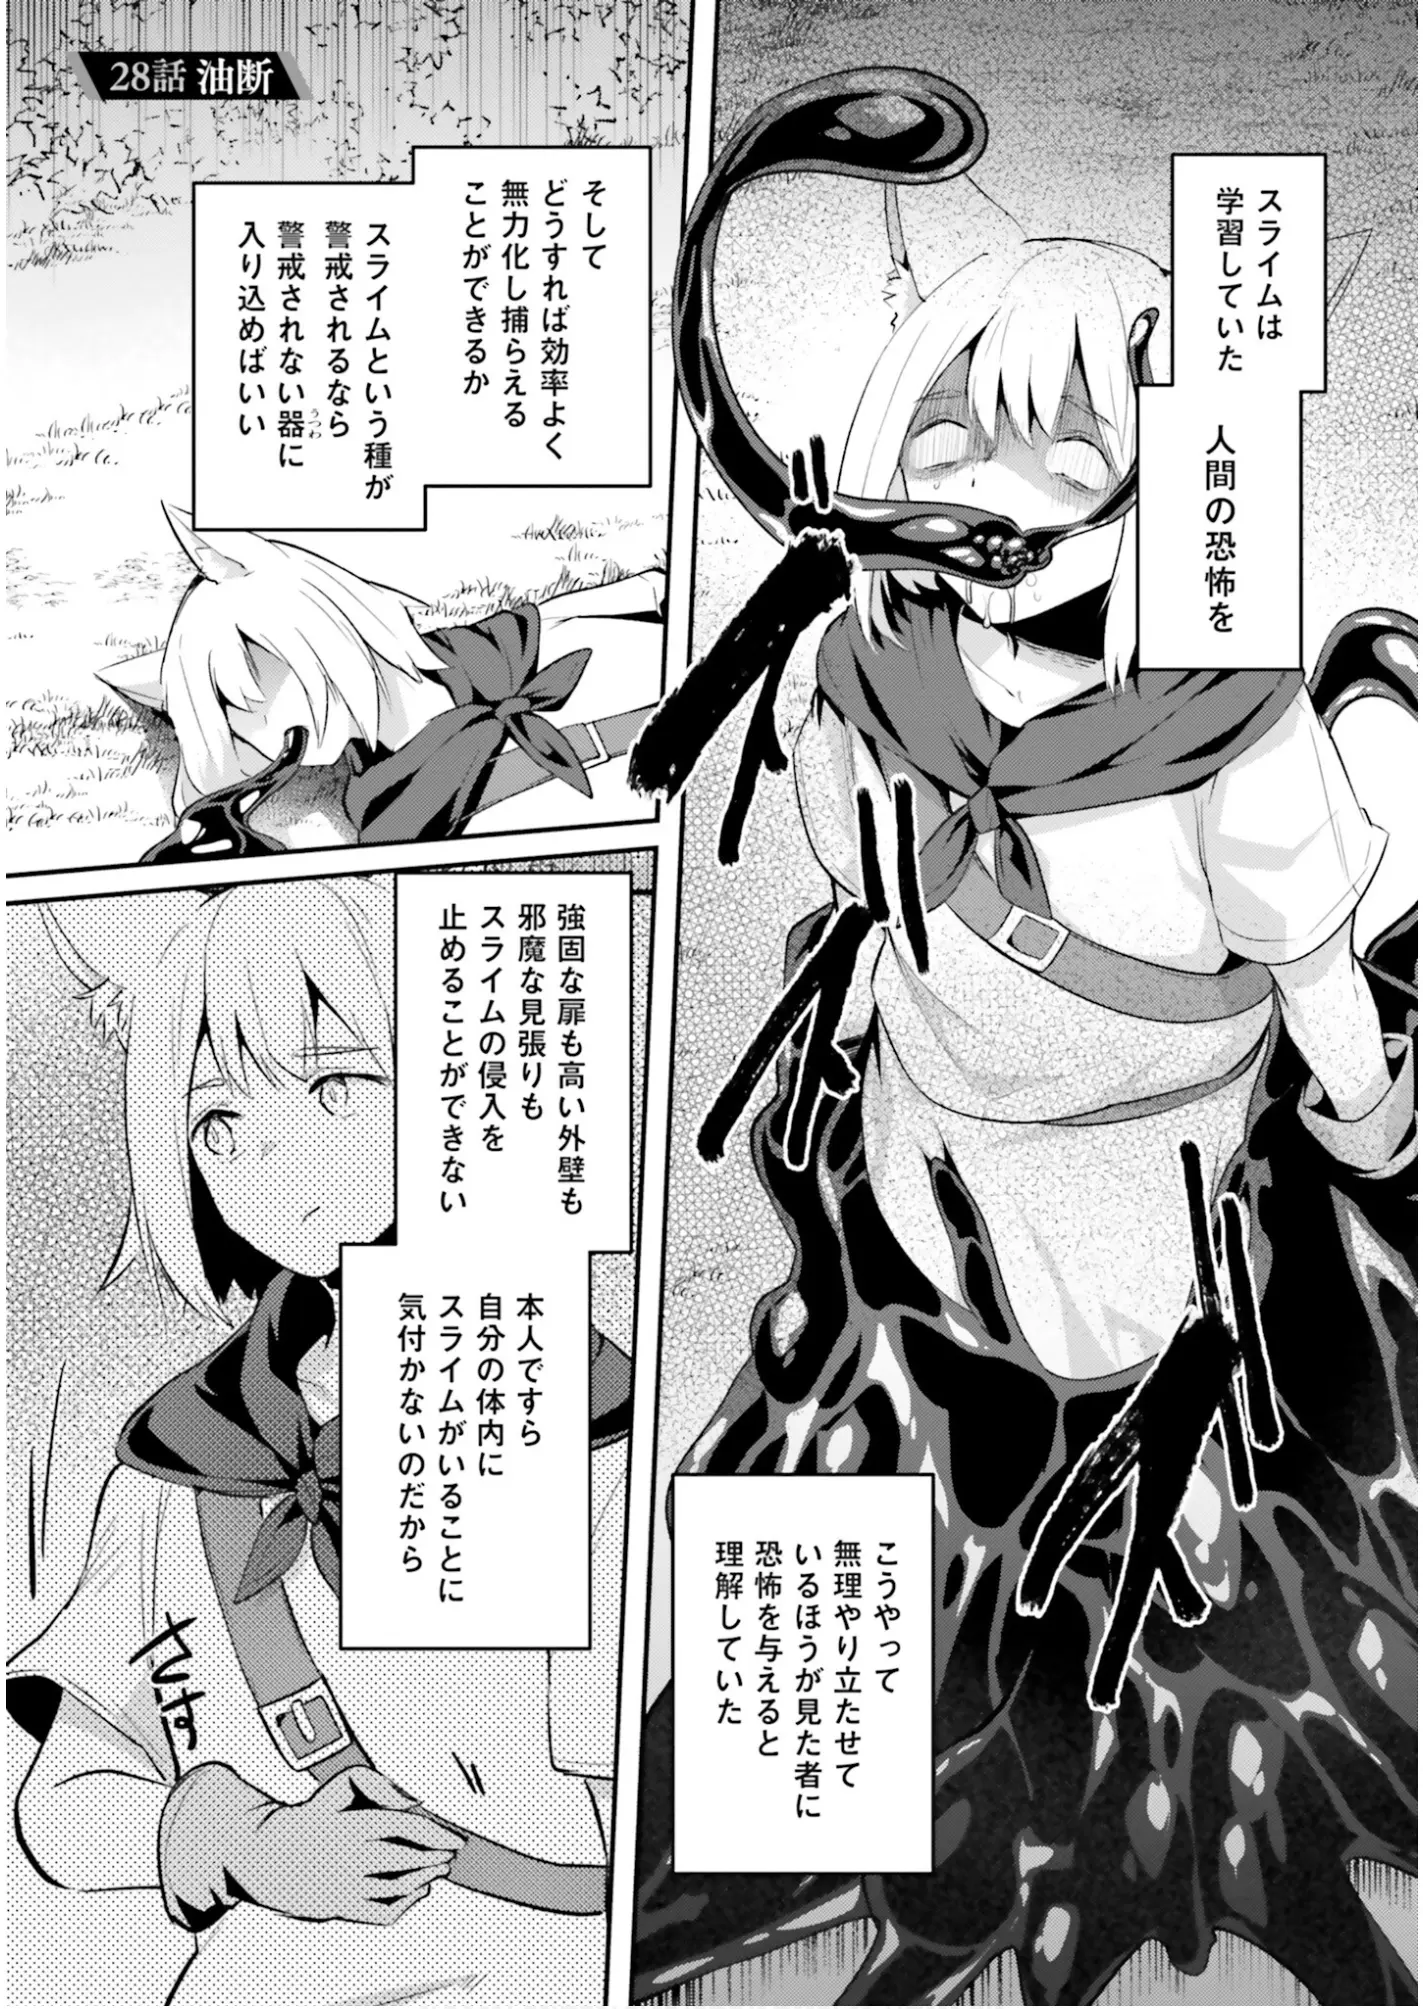 スライムは
学習していた
人間の恐怖を
こうやって
無理やり立たせて
いるほうが見た者に
恐怖を与えると
理解していた
28話 油断
そして
どうすれば効率よく
無力化し捕らえる
ことができるか
スライムという種が
警戒されるなら
警戒されない器に
うつわ
入り込めばいい
強固な扉も高い外壁も
邪魔な見張りも
スライムの侵入を
止めることができない
本人ですら
自分の体内に
スライムがいることに
気付かないのだから
さす